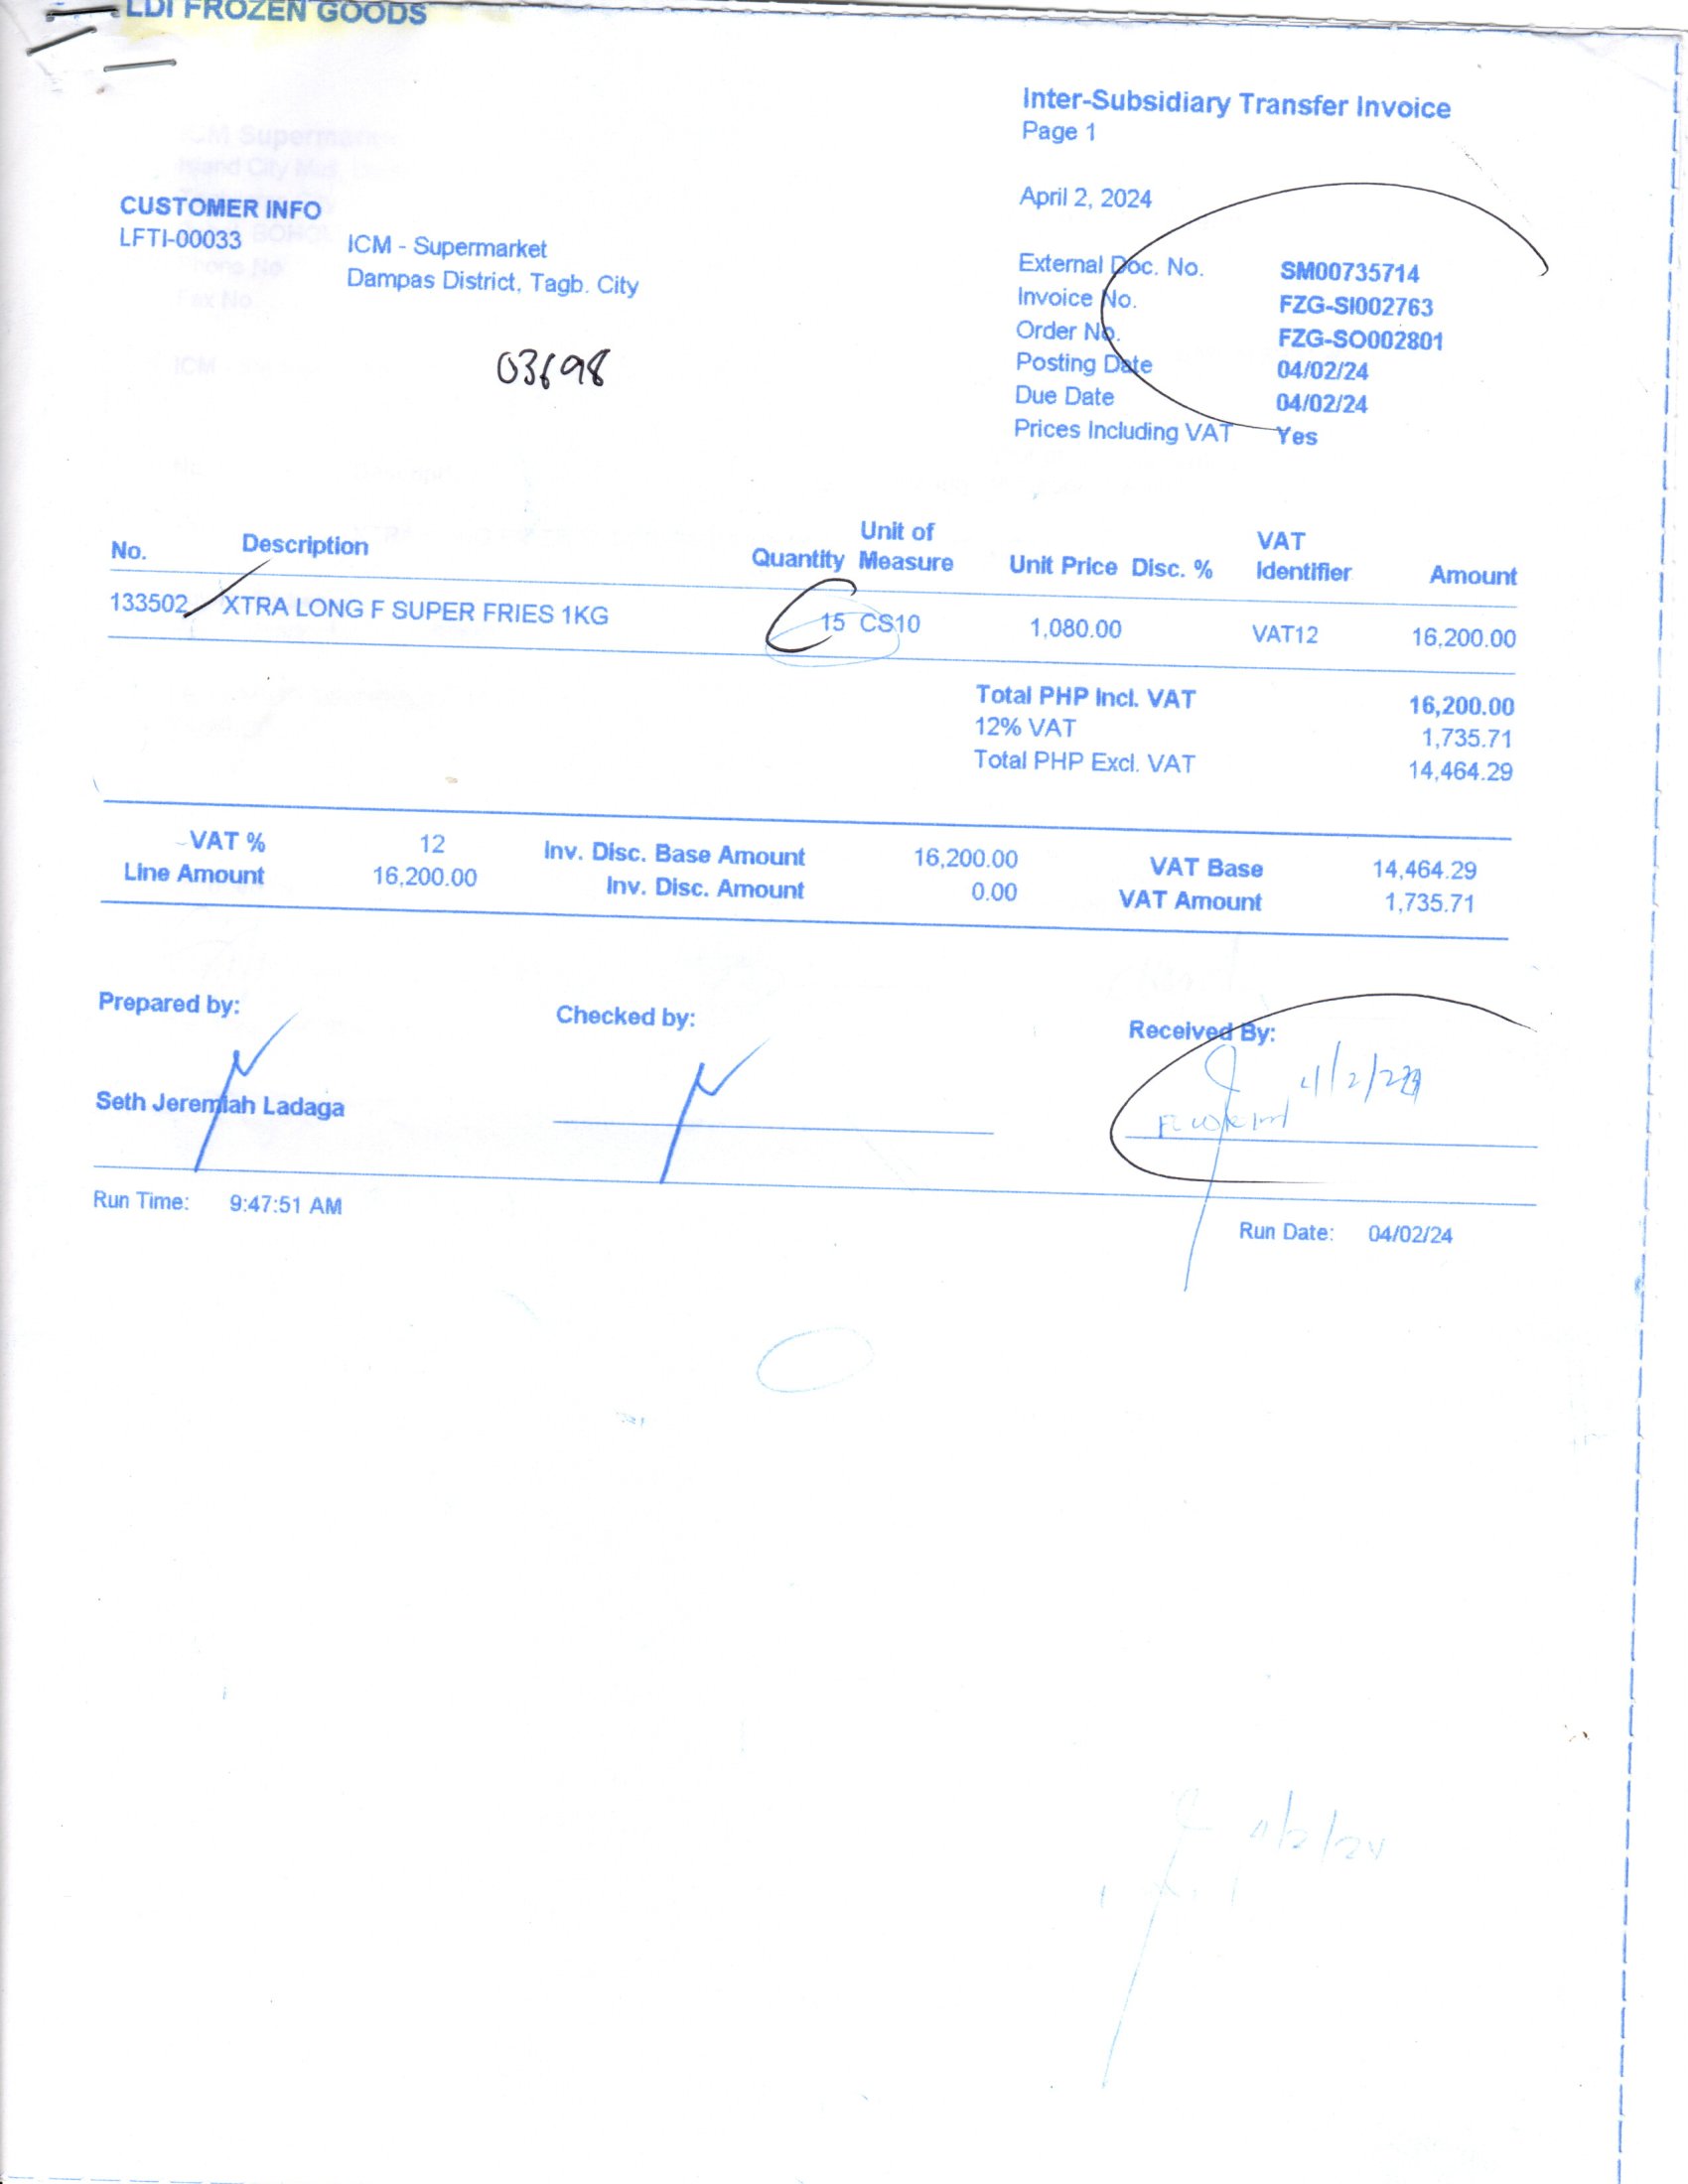 LDI FROZEN GOODS
Inter-Subsidiary Transfer Invoice
Page 1
April 2, 2024
CUSTOMER INFO
LFTI-00033
ICM - Supermarket
Dampas District, Tagb. City
03698
External Doc. No. SM00735714
Invoice No. FZG-SI002763
Order No. FZG-SO002801
Posting Date 04/02/24
Due Date 04/02/24
Prices Including VAT Yes
No. Description Quantity Unit of Measure Unit Price Disc. % VAT Identifier Amount
133502 XTRA LONG F SUPER FRIES 1KG 15 CS10 1,080.00 VAT12 16,200.00
Total PHP Incl. VAT 16,200.00
12% VAT 1,735.71
Total PHP Excl. VAT 14,464.29
VAT % 12 Inv. Disc. Base Amount 16,200.00 VAT Base 14,464.29
Line Amount 16,200.00 Inv. Disc. Amount 0.00 VAT Amount 1,735.71
Prepared by: Checked by: Received By:
Seth Jeremiah Ladaga
Run Time: 9:47:51 AM
Run Date: 04/02/24
4/2/24